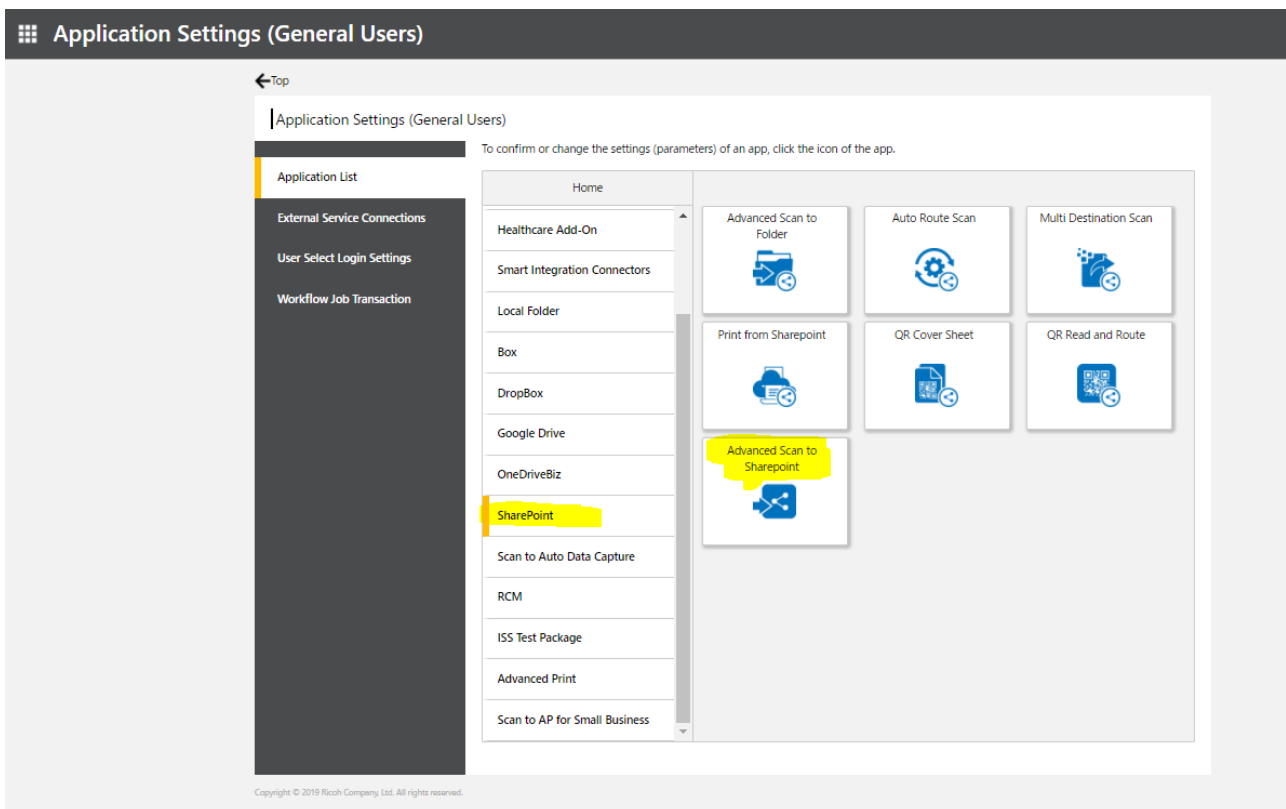 Application Settings (General Users)
Top
Application Settings (General Users)
To confirm or change the settings (parameters) of an app, click the icon of the app.
Application List
External Service Connections
User Select Login Settings
Workflow Job Transaction
Home
Healthcare Add-On
Smart Integration Connectors
Local Folder
Box
DropBox
Google Drive
OneDriveBiz
SharePoint
Scan to Auto Data Capture
RCM
ISS Test Package
Advanced Print
Scan to AP for Small Business
Advanced Scan to
Folder
Auto Route Scan
Multi Destination Scan
Print from Sharepoint
QR Cover Sheet
QR Read and Route
Advanced Scan to
Sharepoint
Copyright © 2019 Ricoh Company, Ltd. All rights reserved.